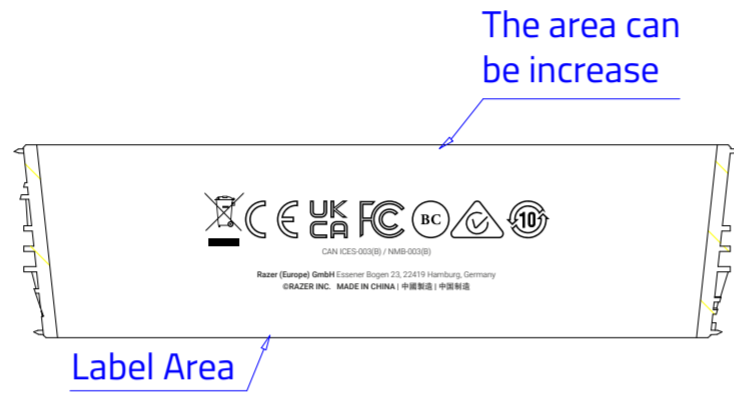 The area can
be increase
CE UK CA FC BC 10
CAN ICES-003(B) / NMB-003(B)
Razer (Europe) GmbH Essener Bogen 23, 22419 Hamburg, Germany
©RAZER INC. MADE IN CHINA | 中國製造 | 中国制造
Label Area